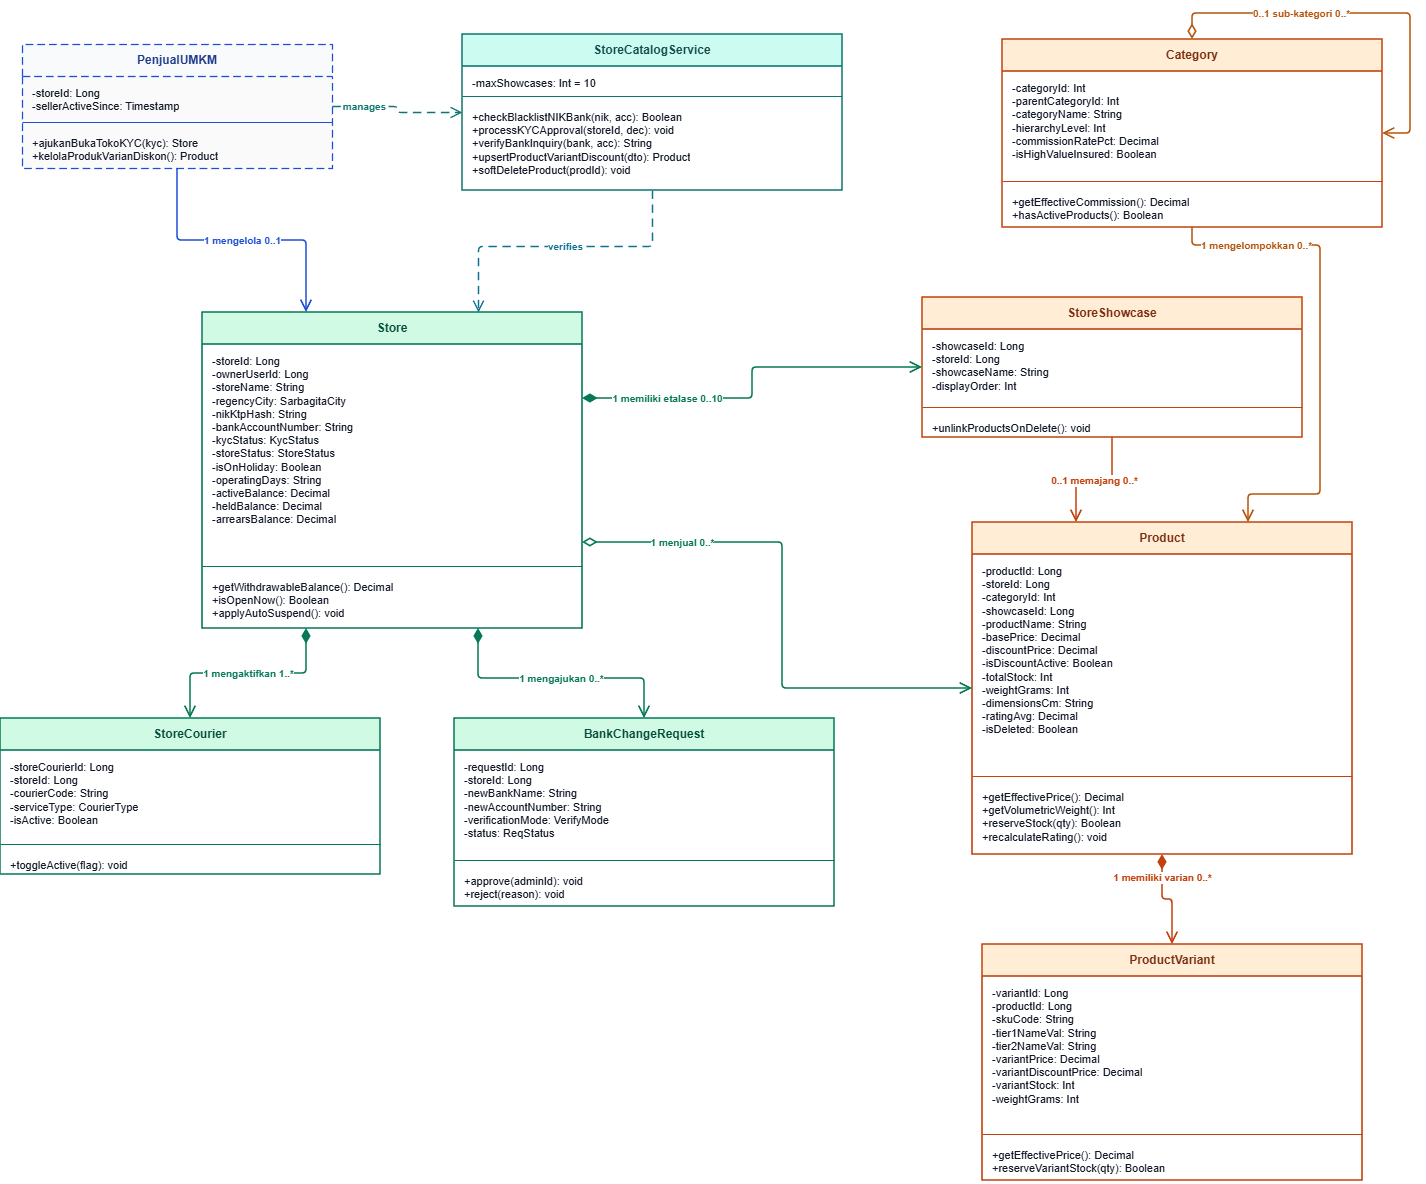 PenjualUMKM
-storeId: Long
-sellerActiveSince: Timestamp
+ajukanBukaTokoKYC(kyc): Store
+kelolaProdukVarianDiskon(): Product
manages
StoreCatalogService
-maxShowcases: Int = 10
+checkBlacklistNIKBank(nik, acc): Boolean
+processKYCApproval(storeId, dec): void
+verifyBankInquiry(bank, acc): String
+upsertProductVariantDiscount(dto): Product
+softDeleteProduct(prodId): void
0..1 sub-kategori 0..*
Category
-categoryId: Int
-parentCategoryId: Int
-categoryName: String
-hierarchyLevel: Int
-commissionRatePct: Decimal
-isHighValueInsured: Boolean
+getEffectiveCommission(): Decimal
+hasActiveProducts(): Boolean
1 mengelola 0..1
verifies
1 mengelompokkan 0..*
Store
-storeId: Long
-ownerUserId: Long
-storeName: String
-regencyCity: SarbagitaCity
-nikKtpHash: String
-bankAccountNumber: String
-kycStatus: KycStatus
-storeStatus: StoreStatus
-isOnHoliday: Boolean
-operatingDays: String
-activeBalance: Decimal
-heldBalance: Decimal
-arrearsBalance: Decimal
+getWithdrawableBalance(): Decimal
+isOpenNow(): Boolean
+applyAutoSuspend(): void
1 memiliki etalase 0..10
StoreShowcase
-showcaseId: Long
-storeId: Long
-showcaseName: String
-displayOrder: Int
+unlinkProductsOnDelete(): void
0..1 memajang 0..*
1 menjual 0..*
Product
-productId: Long
-storeId: Long
-categoryId: Int
-showcaseId: Long
-productName: String
-basePrice: Decimal
-discountPrice: Decimal
-isDiscountActive: Boolean
-totalStock: Int
-weightGrams: Int
-dimensionsCm: String
-ratingAvg: Decimal
-isDeleted: Boolean
+getEffectivePrice(): Decimal
+getVolumetricWeight(): Int
+reserveStock(qty): Boolean
+recalculateRating(): void
1 mengaktifkan 1..*
1 mengajukan 0..*
StoreCourier
-storeCourierId: Long
-storeId: Long
-courierCode: String
-serviceType: CourierType
-isActive: Boolean
+toggleActive(flag): void
BankChangeRequest
-requestId: Long
-storeId: Long
-newBankName: String
-newAccountNumber: String
-verificationMode: VerifyMode
-status: ReqStatus
+approve(adminId): void
+reject(reason): void
1 memiliki varian 0..*
ProductVariant
-variantId: Long
-productId: Long
-skuCode: String
-tier1NameVal: String
-tier2NameVal: String
-variantPrice: Decimal
-variantDiscountPrice: Decimal
-variantStock: Int
-weightGrams: Int
+getEffectivePrice(): Decimal
+reserveVariantStock(qty): Boolean